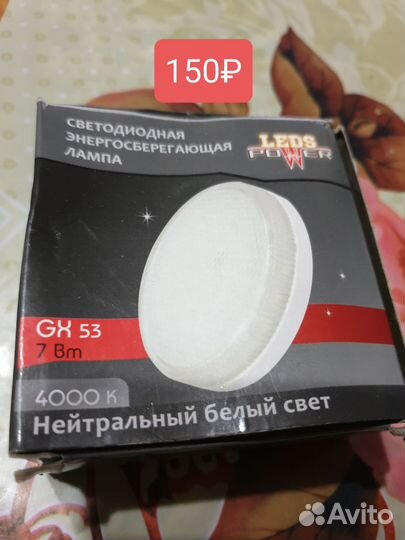 150₽
СВЕТОДИОДНАЯ
ЭНЕРГОСБЕРЕГАЮЩАЯ
ЛАМПА
LEDS
POWER
GX 53
7 Вт
4000 K
Нейтральный белый свет
Avito